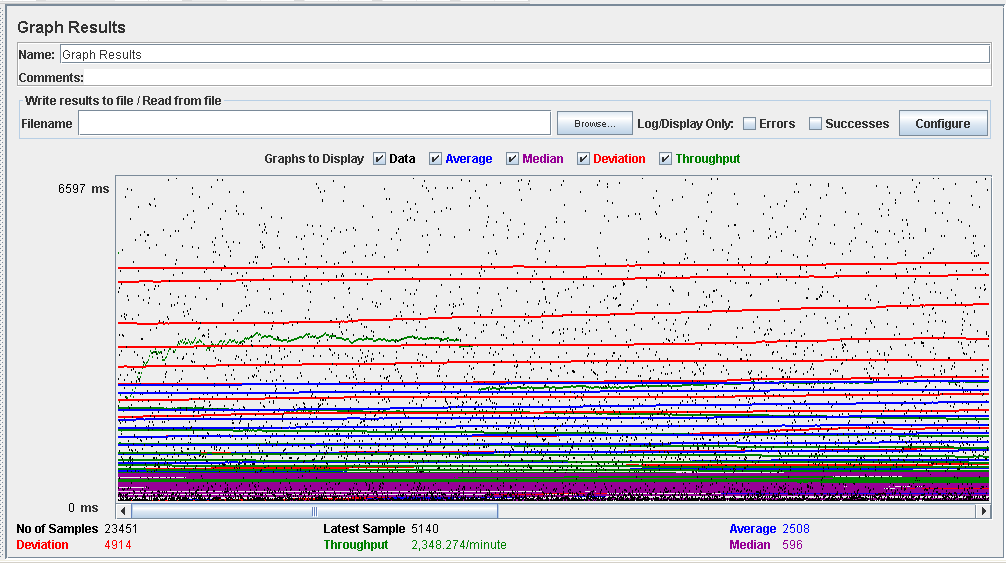 Graph Results
Name: Graph Results
Comments:
Write results to file / Read from file
Filename Browse... Log/Display Only: Errors Successes Configure
Graphs to Display Data Average Median Deviation Throughput
6597 ms
0 ms
No of Samples 23451 Latest Sample 5140 Average 2508
Deviation 4914 Throughput 2,348.274/minute Median 596